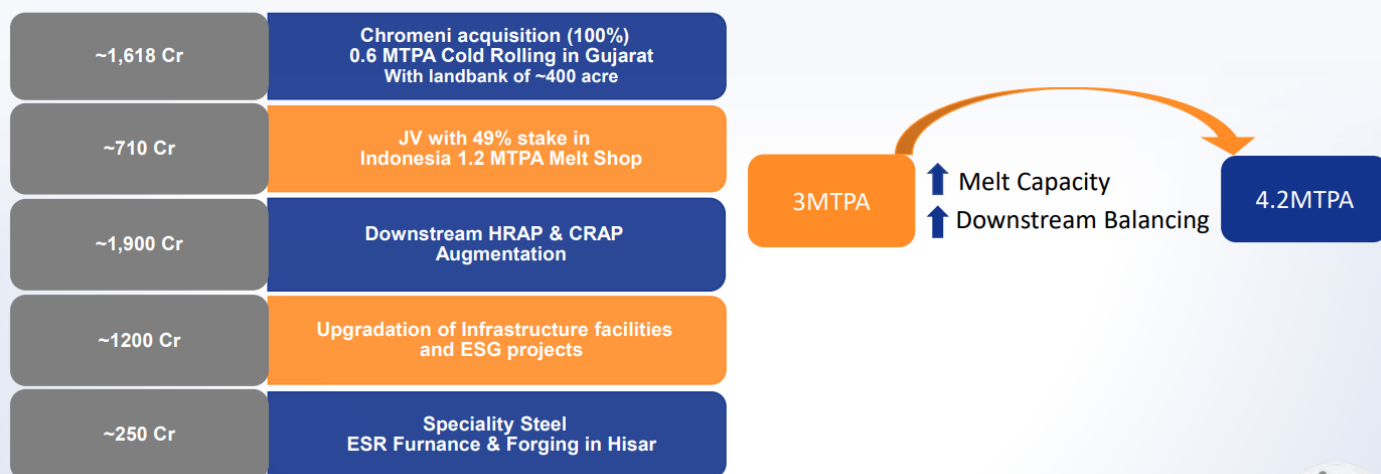 ~1,618 Cr
Chromeni acquisition (100%)
0.6 MTPA Cold Rolling in Gujarat
With landbank of ~400 acre
~710 Cr
JV with 49% stake in
Indonesia 1.2 MTPA Melt Shop
~1,900 Cr
Downstream HRAP & CRAP
Augmentation
~1200 Cr
Upgradation of Infrastructure facilities
and ESG projects
~250 Cr
Speciality Steel
ESR Furnance & Forging in Hisar
3MTPA
Melt Capacity
Downstream Balancing
4.2MTPA